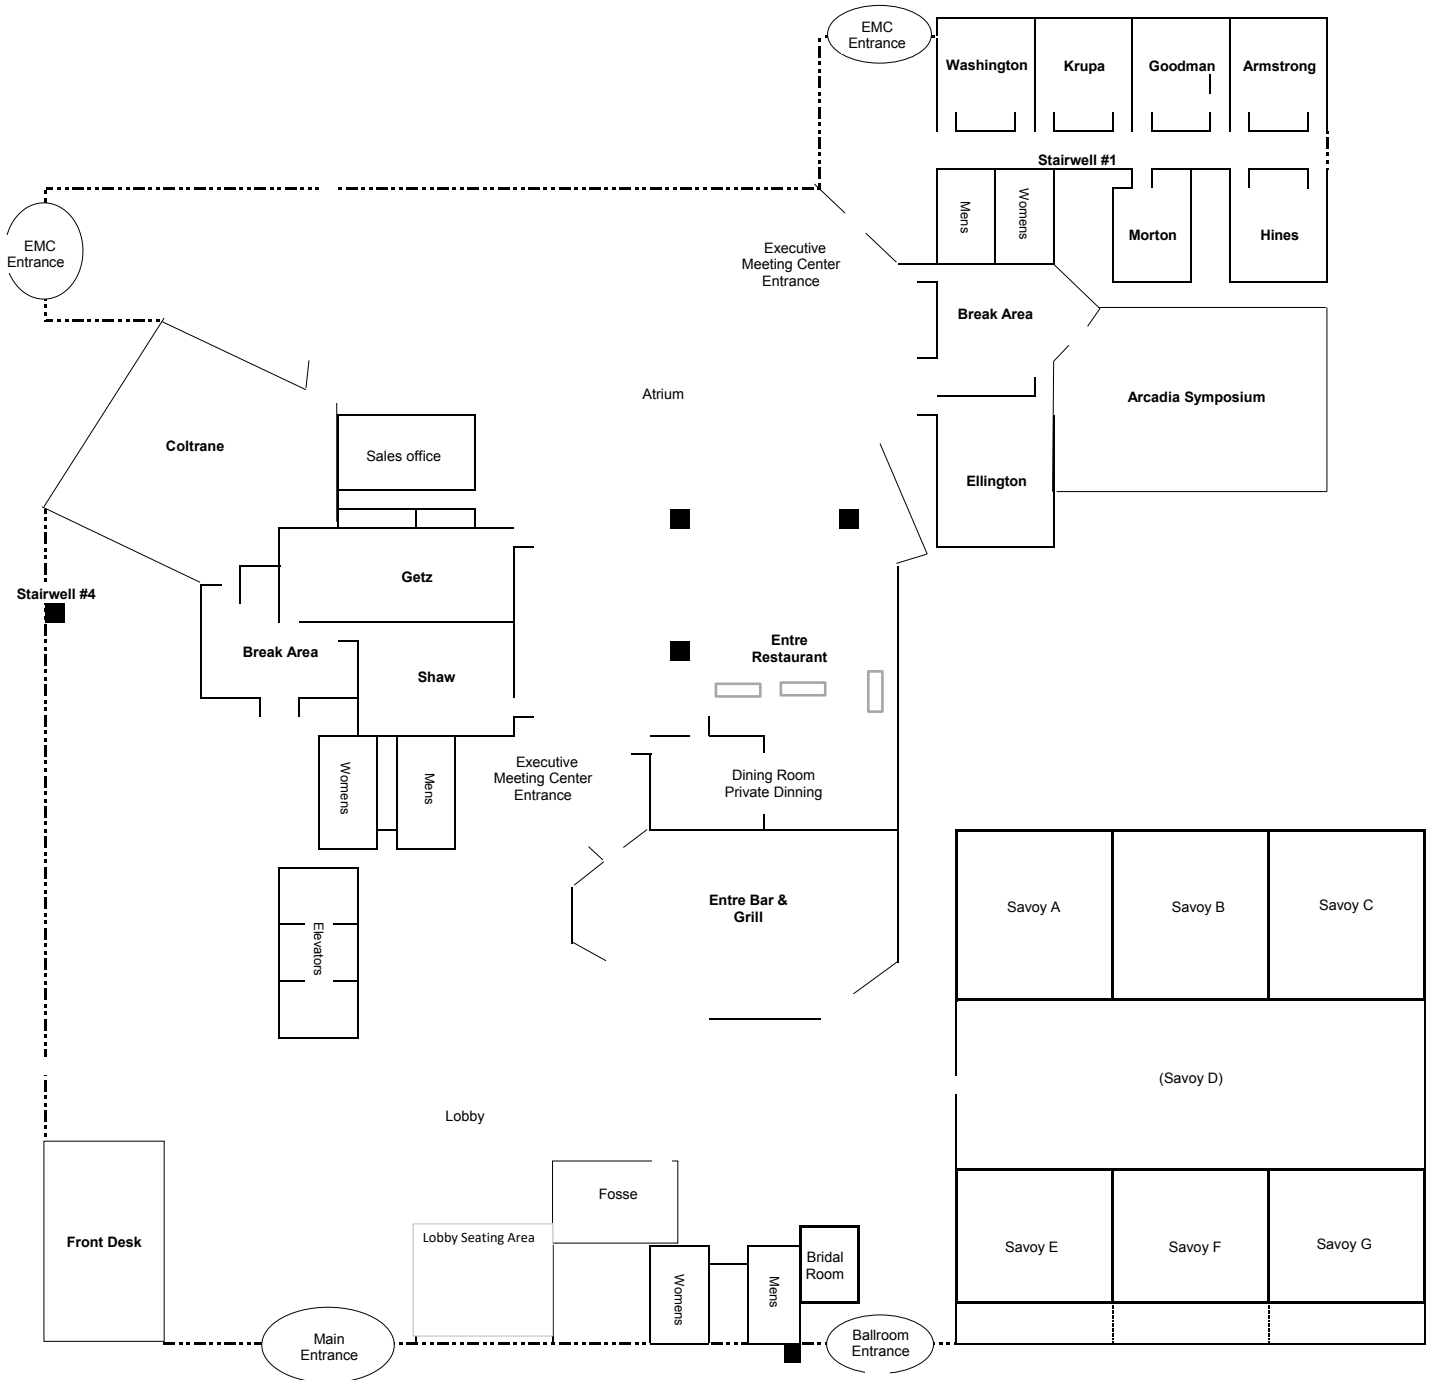 EMC
Entrance
Washington
Krupa
Goodman
Armstrong
Stairwell #1
Mens
Womens
Morton
Hines
EMC
Entrance
Executive
Meeting Center
Entrance
Break Area
Atrium
Arcadia Symposium
Coltrane
Sales office
Ellington
Getz
Stairwell #4
Break Area
Shaw
Entre
Restaurant
Womens
Mens
Executive
Meeting Center
Entrance
Dining Room
Private Dinning
Entre Bar &
Grill
Savoy A
Savoy B
Savoy C
Elevators
(Savoy D)
Lobby
Fosse
Front Desk
Lobby Seating Area
Womens
Mens
Bridal
Room
Savoy E
Savoy F
Savoy G
Main
Entrance
Ballroom
Entrance